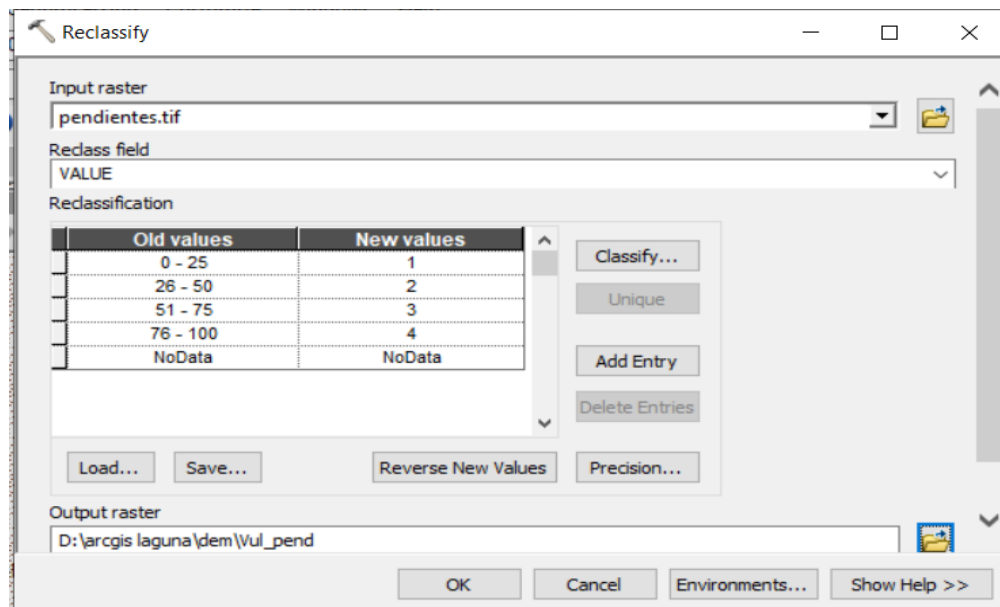 Reclassify
Input raster
pendientes.tif
Reclass field
VALUE
Reclassification
Old values New values
0 - 25 1
26 - 50 2
51 - 75 3
76 - 100 4
NoData NoData
Classify...
Unique
Add Entry
Delete Entries
Load... Save... Reverse New Values Precision...
Output raster
D:\arcgis laguna\dem\Vul_pend
OK Cancel Environments... Show Help >>